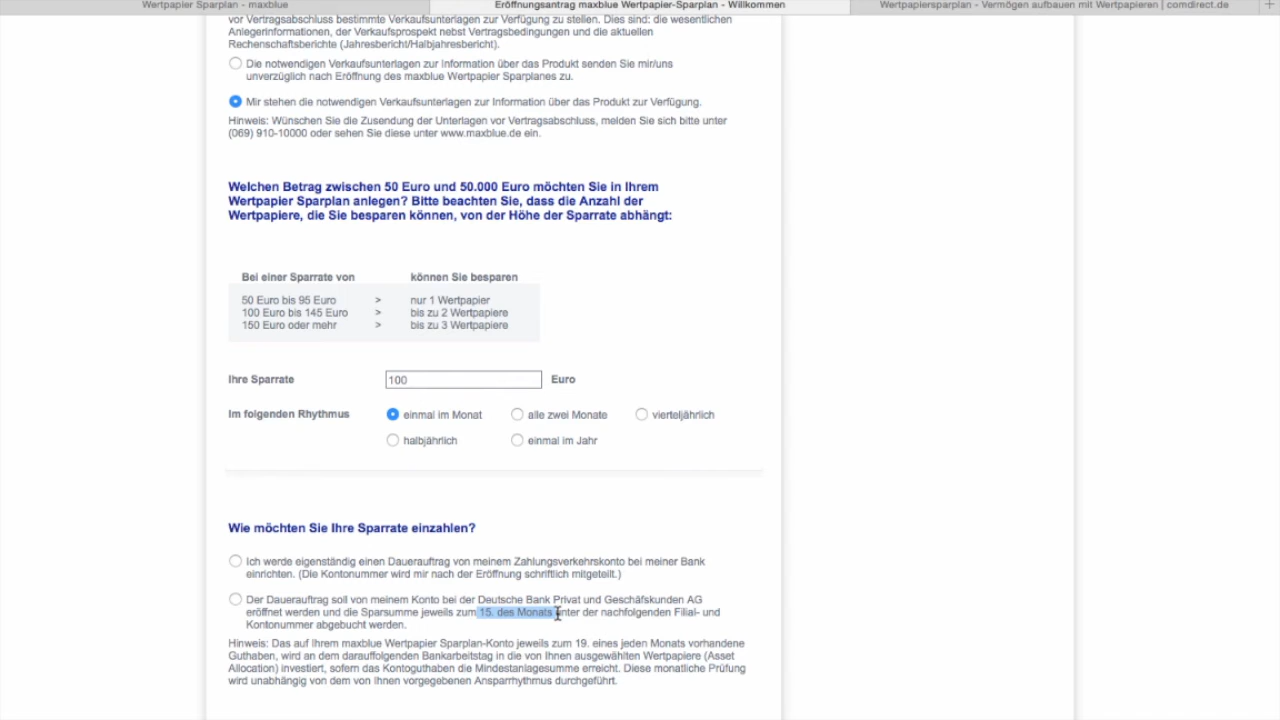 Wertpapier Sparplan - maxblue
Eröffnungsantrag maxblue Wertpapier-Sparplan - Willkommen
Wertpapiersparplan - Vermögen aufbauen mit Wertpapieren | comdirect.de
vor Vertragsabschluss bestimmte Verkaufsunterlagen zur Verfügung zu stellen. Dies sind: die wesentlichen
Anlegerinformationen, der Verkaufsprospekt nebst Vertragsbedingungen und die aktuellen
Rechenschaftsberichte (Jahresbericht/Halbjahresbericht).
Die notwendigen Verkaufsunterlagen zur Information über das Produkt senden Sie mir/uns
unverzüglich nach Eröffnung des maxblue Wertpapier Sparplanes zu.
Mir stehen die notwendigen Verkaufsunterlagen zur Information über das Produkt zur Verfügung.
Hinweis: Wünschen Sie die Zusendung der Unterlagen vor Vertragsabschluss, melden Sie sich bitte unter
(069) 910-10000 oder sehen Sie diese unter www.maxblue.de ein.
Welchen Betrag zwischen 50 Euro und 50.000 Euro möchten Sie in Ihrem
Wertpapier Sparplan anlegen? Bitte beachten Sie, dass die Anzahl der
Wertpapiere, die Sie besparen können, von der Höhe der Sparrate abhängt:
Bei einer Sparrate von können Sie besparen
50 Euro bis 95 Euro > nur 1 Wertpapier
100 Euro bis 145 Euro > bis zu 2 Wertpapiere
150 Euro oder mehr > bis zu 3 Wertpapiere
Ihre Sparrate 100 Euro
Im folgenden Rhythmus einmal im Monat alle zwei Monate vierteljährlich
halbjährlich einmal im Jahr
Wie möchten Sie Ihre Sparrate einzahlen?
Ich werde eigenständig einen Dauerauftrag von meinem Zahlungsverkehrskonto bei meiner Bank
einrichten. (Die Kontonummer wird mir nach der Eröffnung schriftlich mitgeteilt.)
Der Dauerauftrag soll von meinem Konto bei der Deutsche Bank Privat und Geschäfskunden AG
eröffnet werden und die Sparsumme jeweils zum 15. des Monats unter der nachfolgenden Filial- und
Kontonummer abgebucht werden.
Hinweis: Das auf Ihrem maxblue Wertpapier Sparplan-Konto jeweils zum 19. eines jeden Monats vorhandene
Guthaben, wird an dem darauffolgenden Bankarbeitstag in die von Ihnen ausgewählten Wertpapiere (Asset
Allocation) investiert, sofern das Kontoguthaben die Mindestanlagesumme erreicht. Diese monatliche Prüfung
wird unabhängig von dem von Ihnen vorgegebenen Ansparrhythmus durchgeführt.